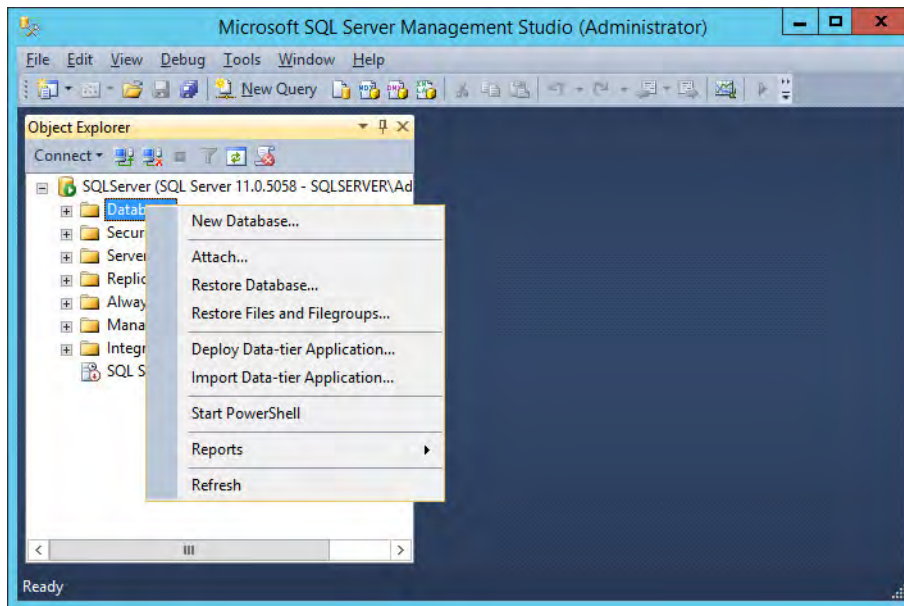 Microsoft SQL Server Management Studio (Administrator)
File Edit View Debug Tools Window Help
New Query
Object Explorer
Connect
SQLServer (SQL Server 11.0.5058 - SQLSERVER\Ad
Datab
Secur
Server
Replic
Alway
Mana
Integr
SQL S
New Database...
Attach...
Restore Database...
Restore Files and Filegroups...
Deploy Data-tier Application...
Import Data-tier Application...
Start PowerShell
Reports
Refresh
Ready